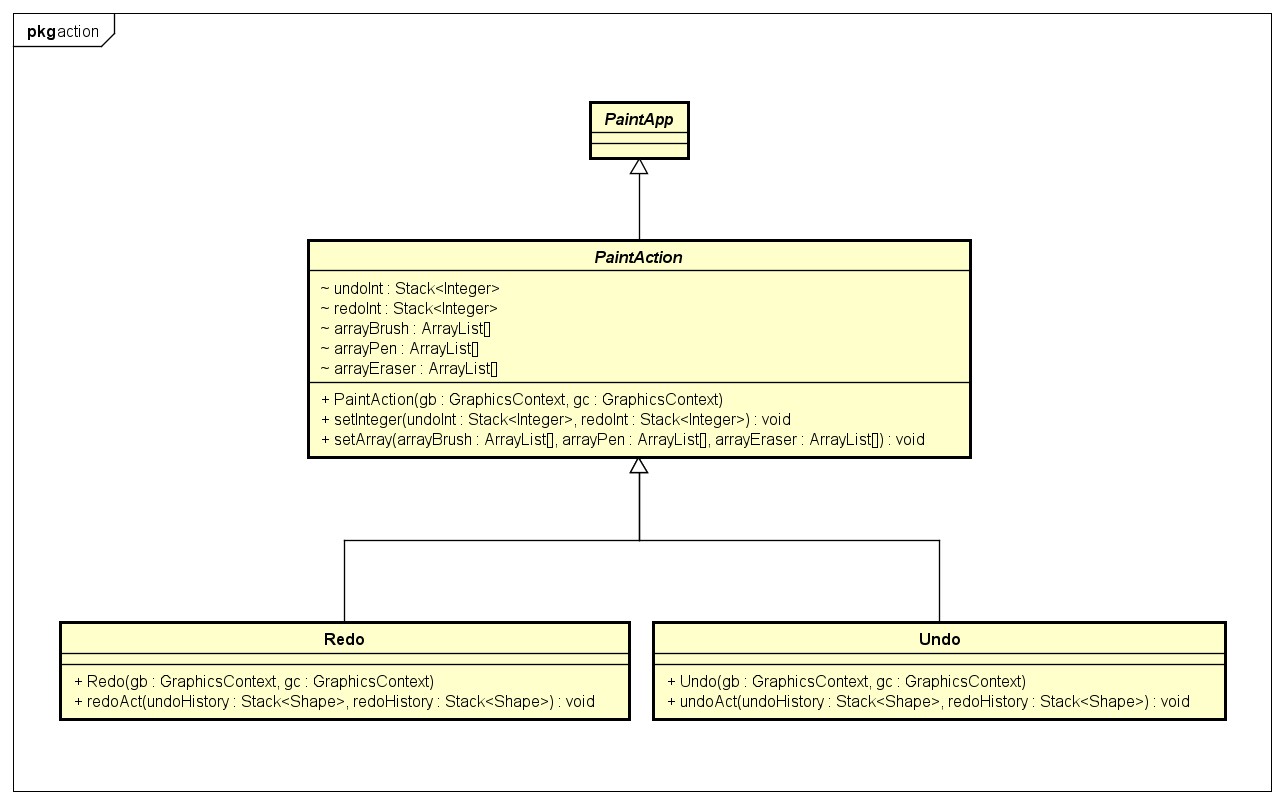 pkg action
PaintApp
PaintAction
~ undoInt : Stack<Integer>
~ redoInt : Stack<Integer>
~ arrayBrush : ArrayList[]
~ arrayPen : ArrayList[]
~ arrayEraser : ArrayList[]
+ PaintAction(gb : GraphicsContext, gc : GraphicsContext)
+ setInteger(undoInt : Stack<Integer>, redoInt : Stack<Integer>) : void
+ setArray(arrayBrush : ArrayList[], arrayPen : ArrayList[], arrayEraser : ArrayList[]) : void
Redo
+ Redo(gb : GraphicsContext, gc : GraphicsContext)
+ redoAct(undoHistory : Stack<Shape>, redoHistory : Stack<Shape>) : void
Undo
+ Undo(gb : GraphicsContext, gc : GraphicsContext)
+ undoAct(undoHistory : Stack<Shape>, redoHistory : Stack<Shape>) : void